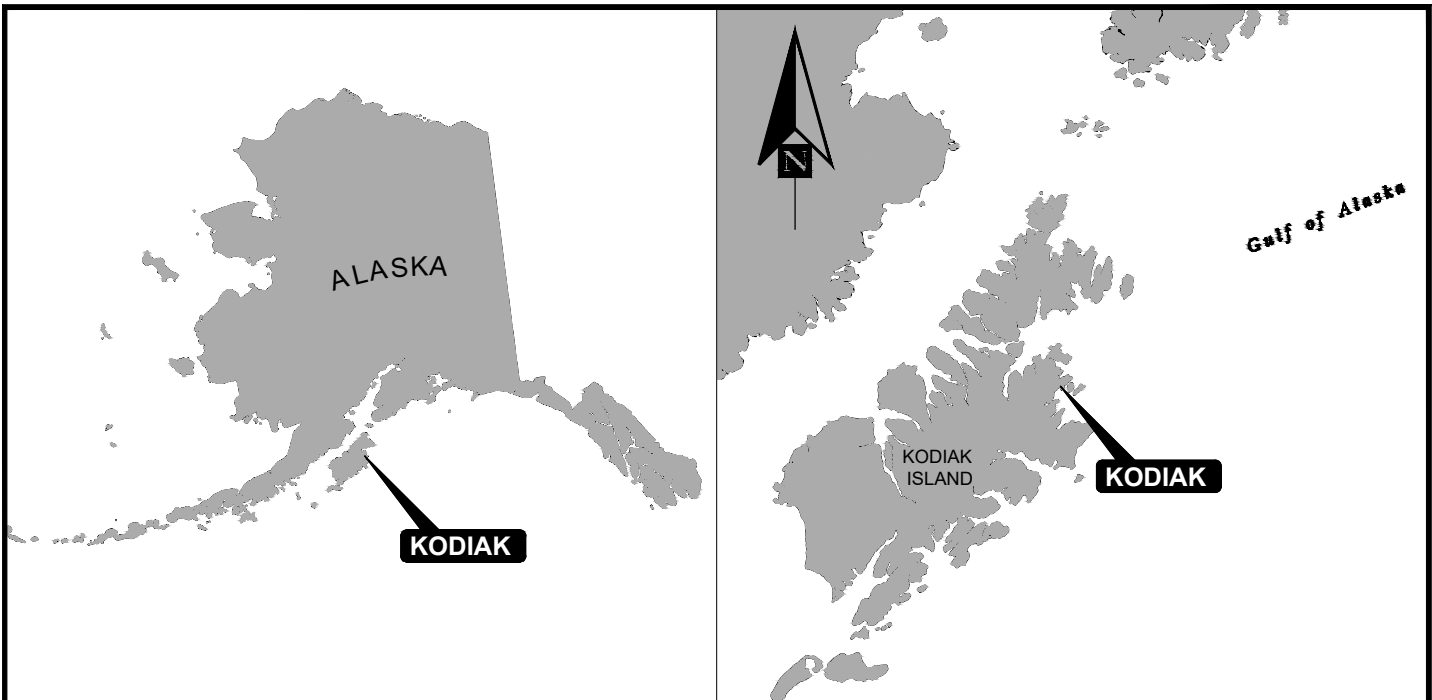 ALASKA
KODIAK
N
Gulf of Alaska
KODIAK
ISLAND
KODIAK